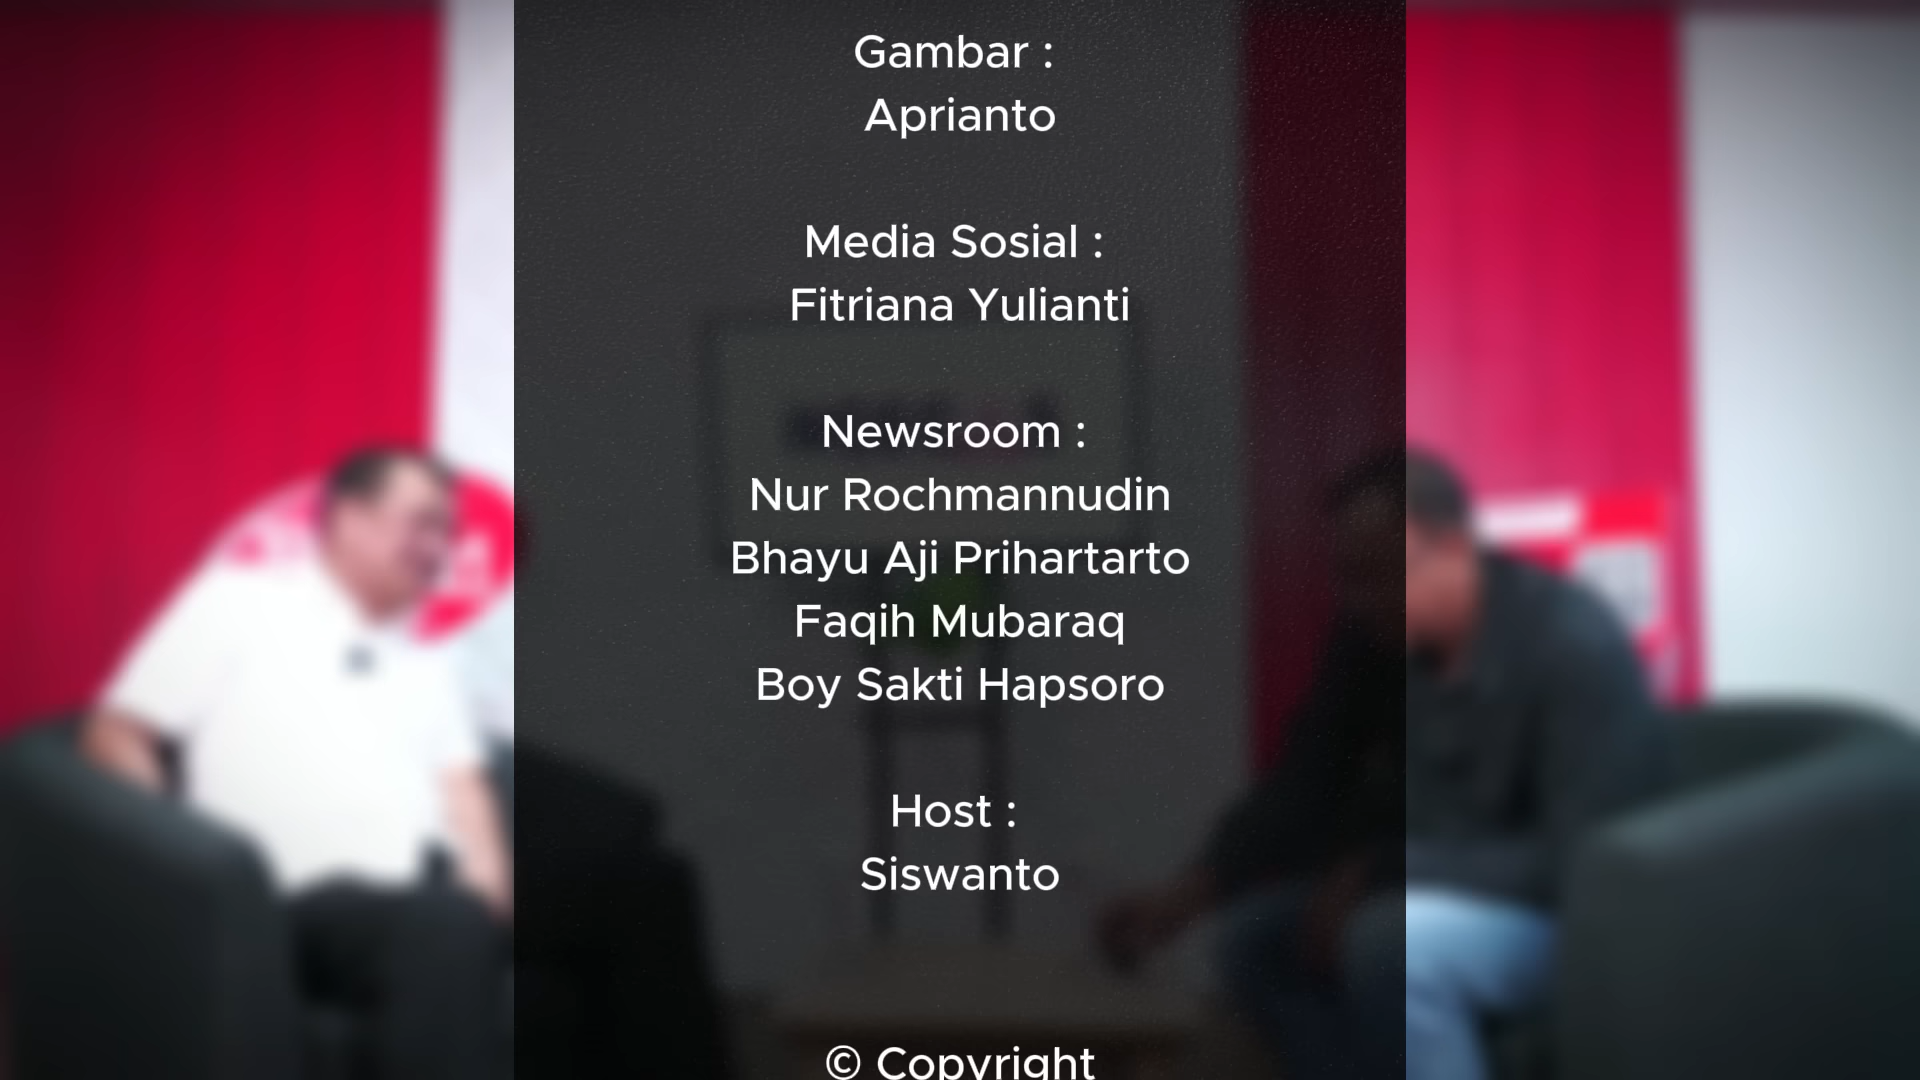 Gambar :
Aprianto
Media Sosial :
Fitriana Yulianti
Newsroom :
Nur Rochmannudin
Bhayu Aji Prihartarto
Faqih Mubaraq
Boy Sakti Hapsoro
Host :
Siswanto
© Copyright